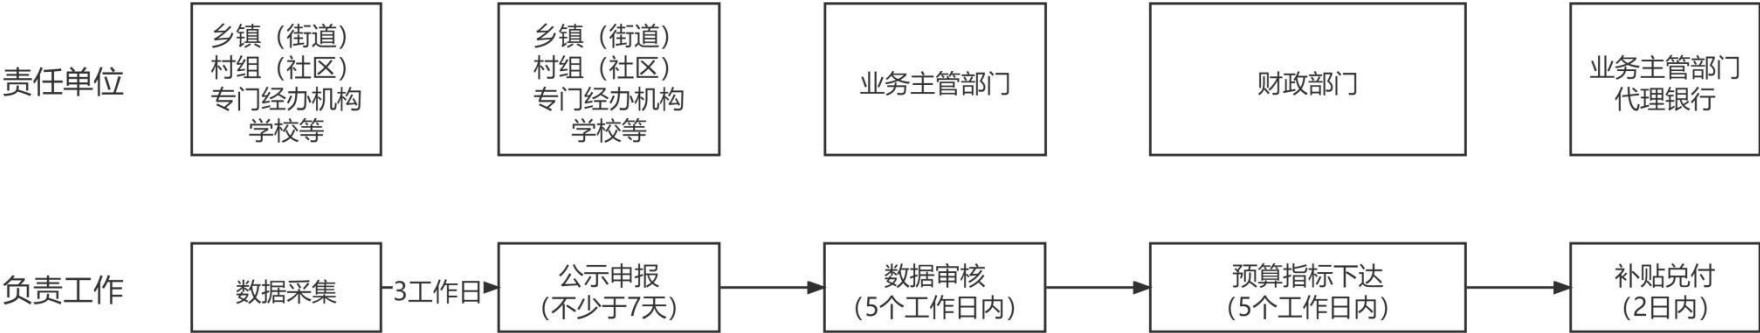 责任单位
乡镇（街道）
村组（社区）
专门经办机构
学校等
乡镇（街道）
村组（社区）
专门经办机构
学校等
业务主管部门
财政部门
业务主管部门
代理银行
负责工作
数据采集
3工作日
公示申报
（不少于7天）
数据审核
（5个工作日内）
预算指标下达
（5个工作日内）
补贴兑付
（2日内）